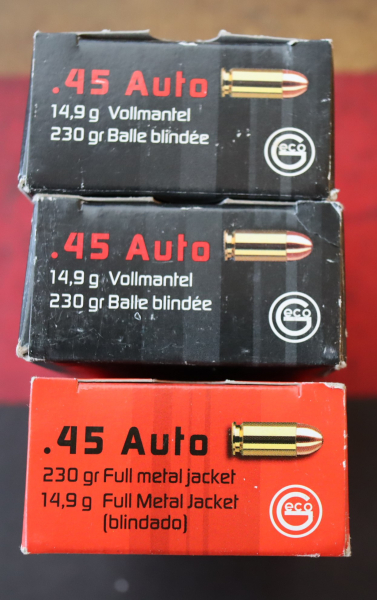 .45 Auto
14,9 g Vollmantel
230 gr Balle blindée
Geco
.45 Auto
14,9 g Vollmantel
230 gr Balle blindée
Geco
.45 Auto
230 gr Full metal jacket
14,9 g Full Metal Jacket
(blindado)
Geco